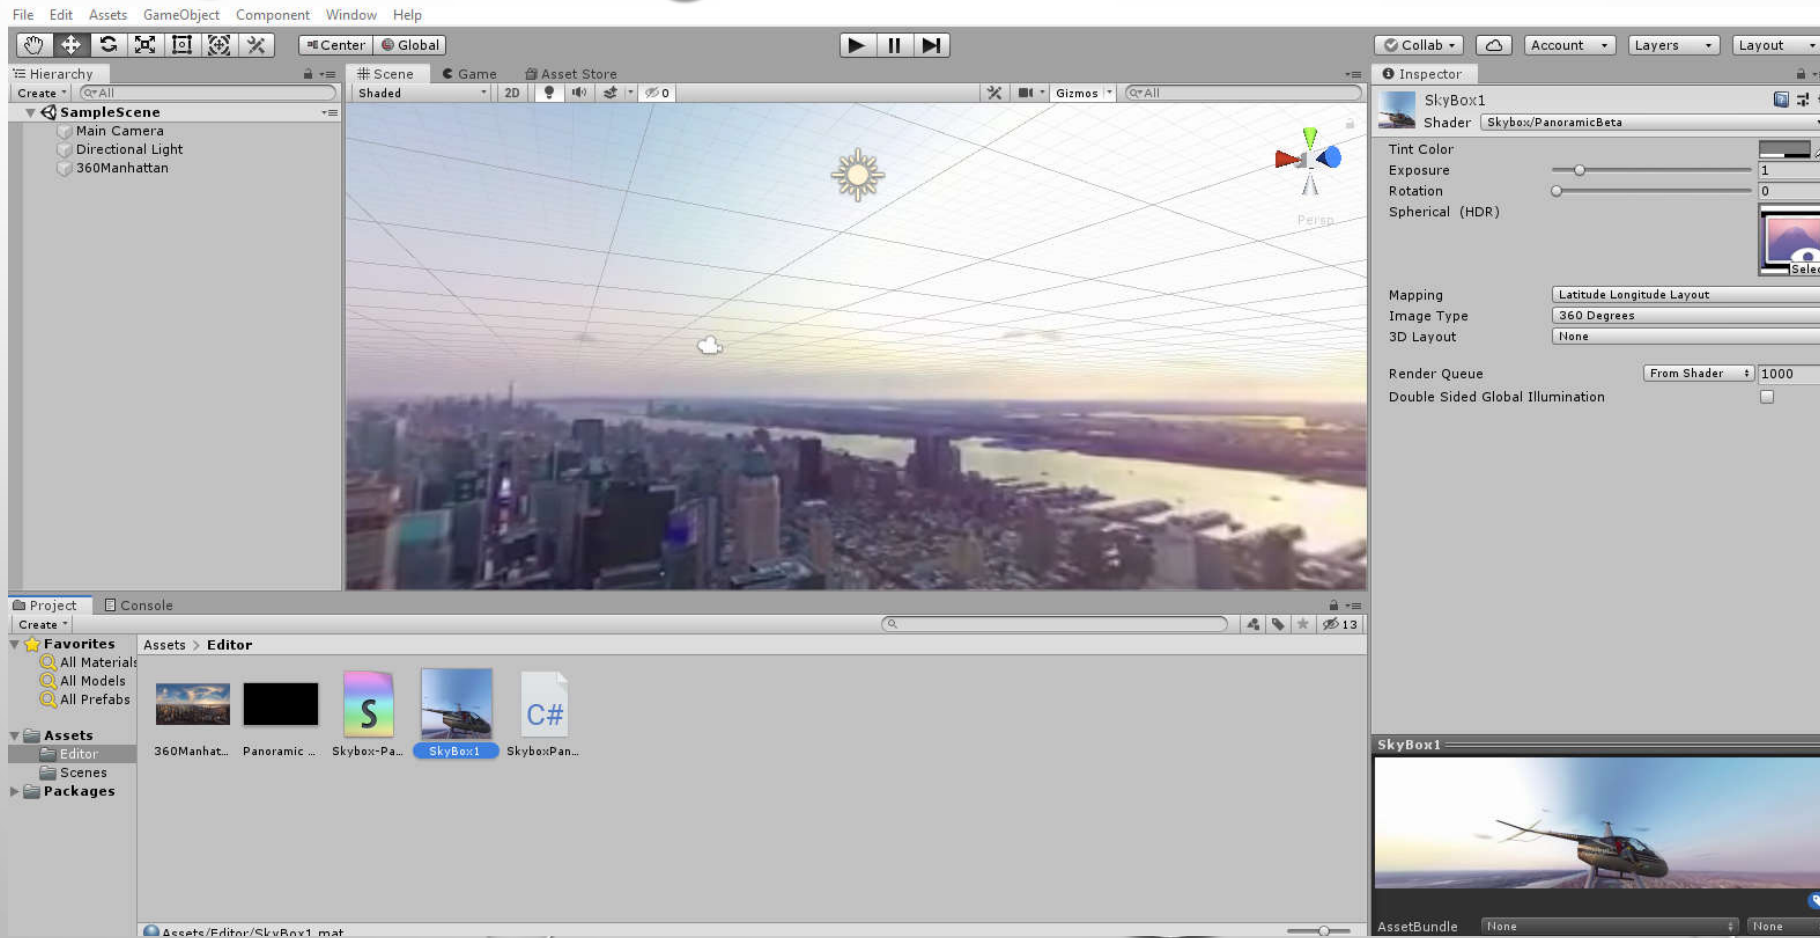 File Edit Assets GameObject Component Window Help
Center Global
Collab Account Layers Layout
Hierarchy
Create All
SampleScene
Main Camera
Directional Light
360Manhattan
Scene Game Asset Store
Shaded 2D 0 Gizmos All
Persp
Inspector
SkyBox1
Shader Skybox/PanoramicBeta
Tint Color
Exposure 1
Rotation 0
Spherical (HDR)
Selec
Mapping Latitude Longitude Layout
Image Type 360 Degrees
3D Layout None
Render Queue From Shader 1000
Double Sided Global Illumination
Project Console
Create 13
Favorites
All Materials
All Models
All Prefabs
Assets
Editor
Scenes
Packages
Assets > Editor
S C#
360Manhat... Panoramic ... Skybox-Pa... SkyBox1 SkyboxPan...
Assets/Editor/SkyBox1.mat
SkyBox1
AssetBundle None None